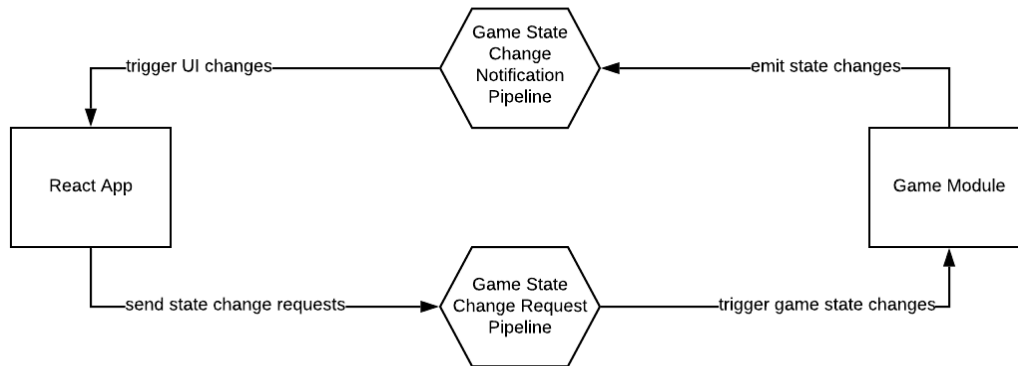 Game State
Change
Notification
Pipeline
trigger UI changes
emit state changes
React App
Game Module
Game State
Change Request
Pipeline
send state change requests
trigger game state changes